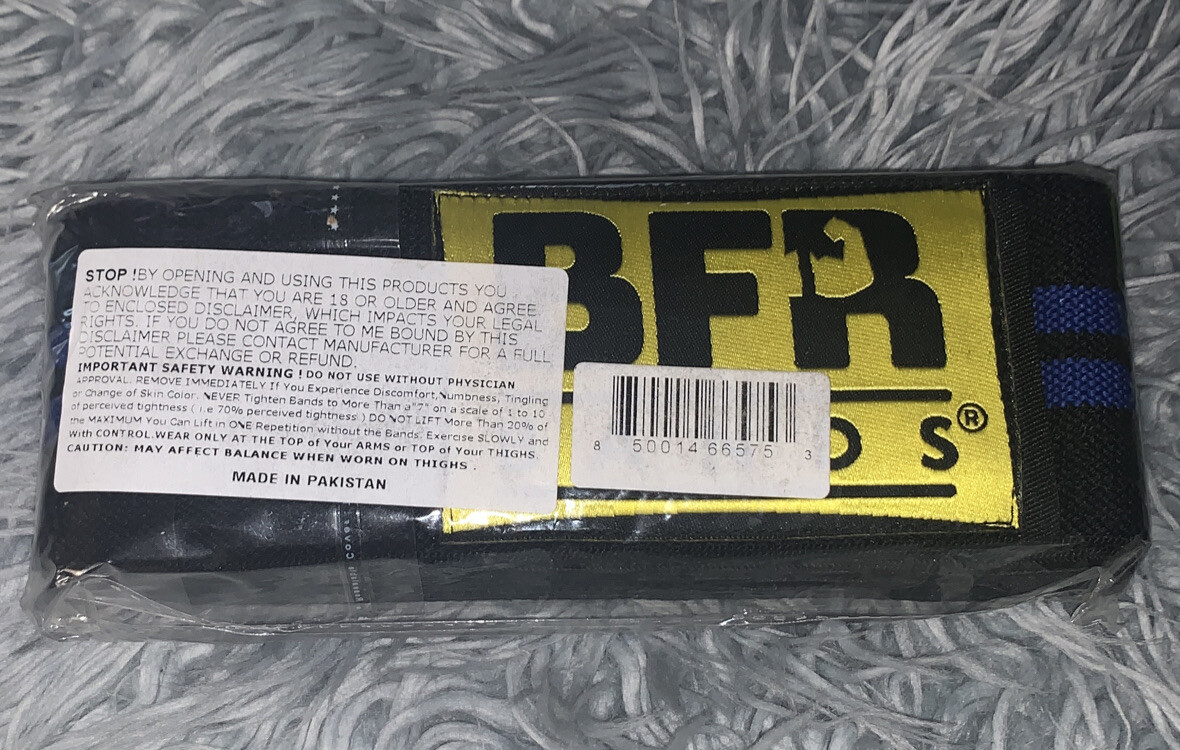 STOP !BY OPENING AND USING THIS PRODUCTS YOU
ACKNOWLEDGE THAT YOU ARE 18 OR OLDER AND AGREE
TO ENCLOSED DISCLAIMER, WHICH IMPACTS YOUR LEGAL
RIGHTS. IF YOU DO NOT AGREE TO ME BOUND BY THIS
DISCLAIMER PLEASE CONTACT MANUFACTURER FOR A FULL
POTENTIAL EXCHANGE OR REFUND.
IMPORTANT SAFETY WARNING ! DO NOT USE WITHOUT PHYSICIAN
APPROVAL. REMOVE IMMEDIATELY If You Experience Discomfort,Numbness, Tingling
or Change of Skin Color. NEVER Tighten Bands to More Than a"7" on a scale of 1 to 10
of perceived tightness ( i.e 70% perceived tightness ) DO NOT LIFT More Than 20% of
the MAXIMUM You Can Lift in ONE Repetition without the Bands. Exercise SLOWLY and
With CONTROL.WEAR ONLY AT THE TOP of Your ARMS or TOP of Your THIGHS.
CAUTION: MAY AFFECT BALANCE WHEN WORN ON THIGHS .
MADE IN PAKISTAN
BFR
DS®
8 50014 66575 3